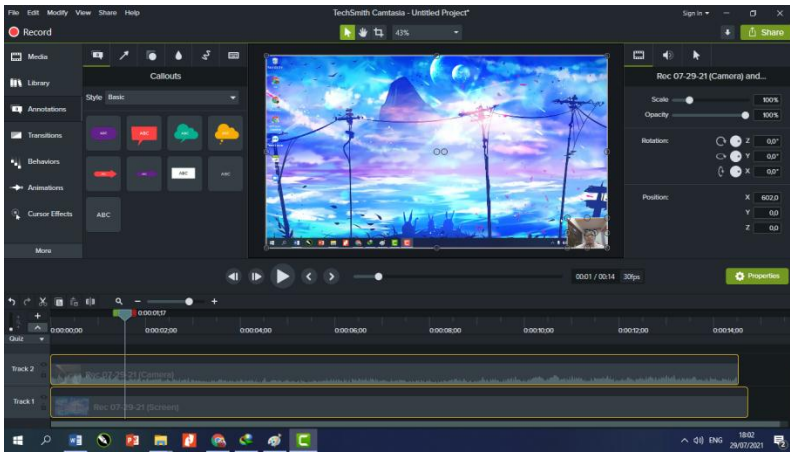 File Edit Modify View Share Help
TechSmith Camtasia - Untitled Project*
Sign In
Record
43%
Share
Media
Library
Annotations
Transitions
Behaviors
Animations
Cursor Effects
More
Callouts
Style Basic
ABC
ABC
ABC
ABC
Rec 07-29-21 (Camera) and...
Scale 100%
Opacity 100%
Rotation: Z 0,0°
Y 0,0°
X 0,0°
Position: X 602,0
Y 0,0
Z 0,0
00:01 / 00:14 30fps
Properties
0:00:01;17
0:00:00;00 0:00:02;00 0:00:04;00 0:00:06;00 0:00:08;00 0:00:10;00 0:00:12;00 0:00:14;00
Quiz
Track 2
Rec 07-29-21 (Camera)
Track 1
Rec 07-29-21 (Screen)
ENG
18:02
29/07/2021